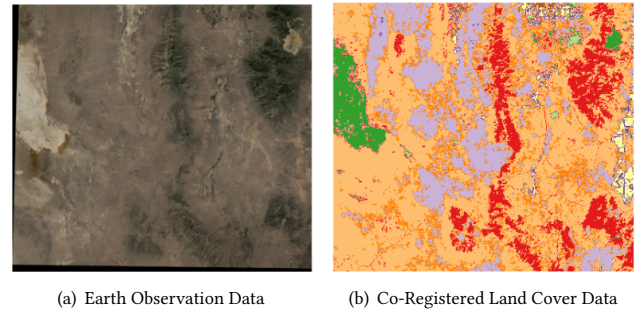 (a) Earth Observation Data
(b) Co-Registered Land Cover Data